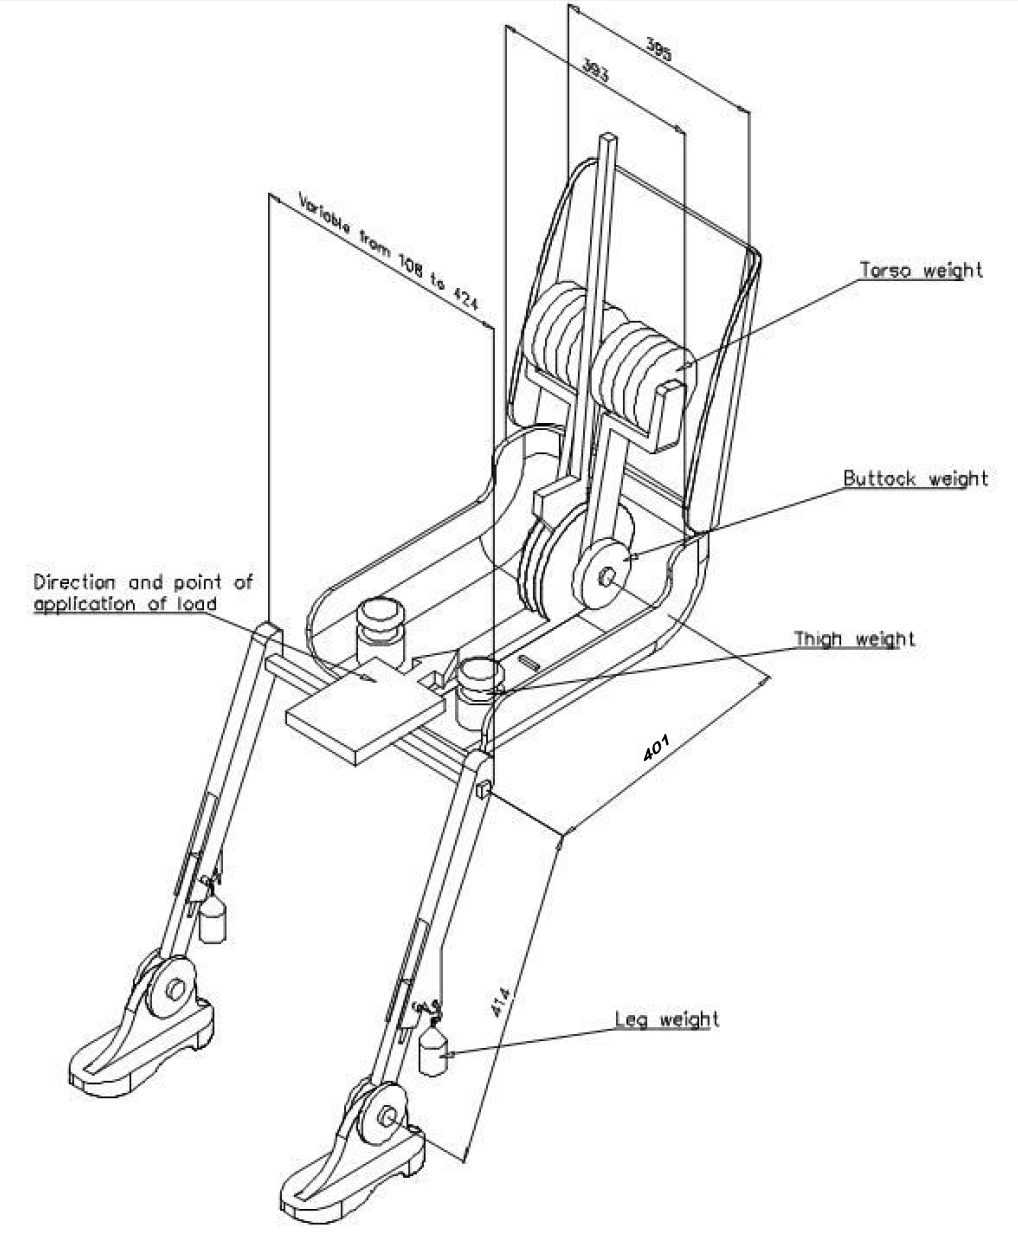 395
393
Variable from 108 to 424
Torso weight
Buttock weight
Direction and point of
application of load
Thigh weight
401
414
Leg weight